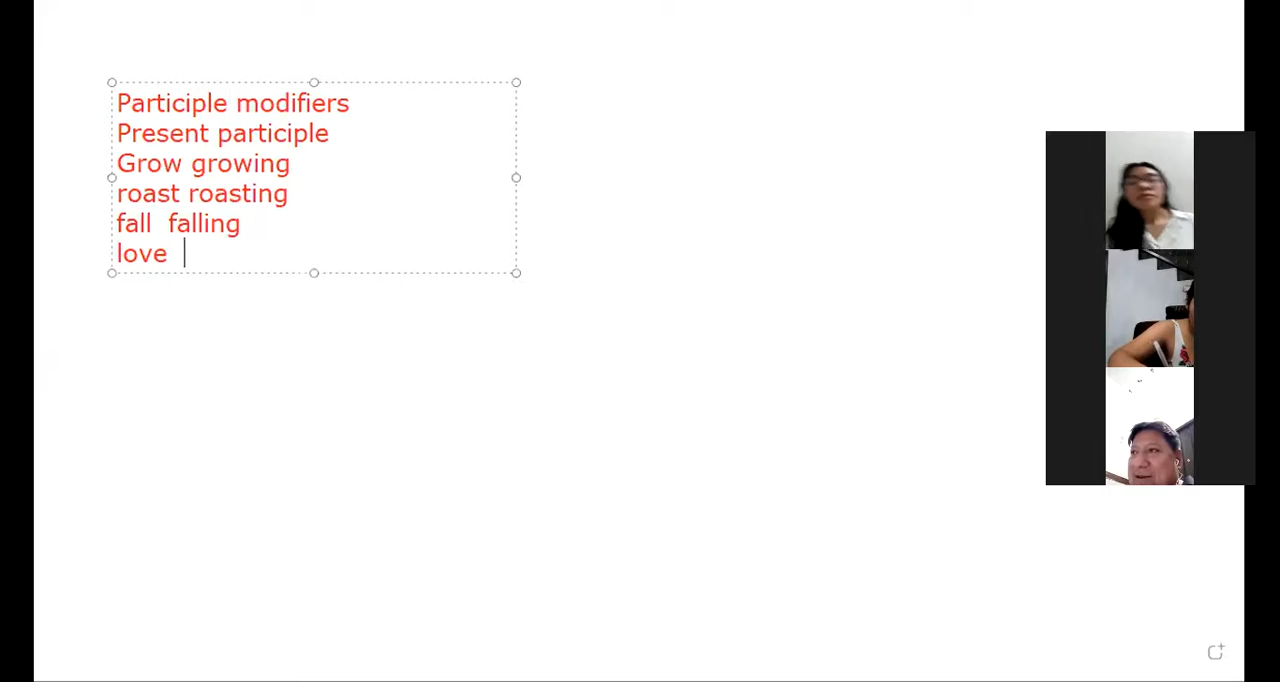 Participle modifiers
Present participle
Grow growing
roast roasting
fall  falling
love